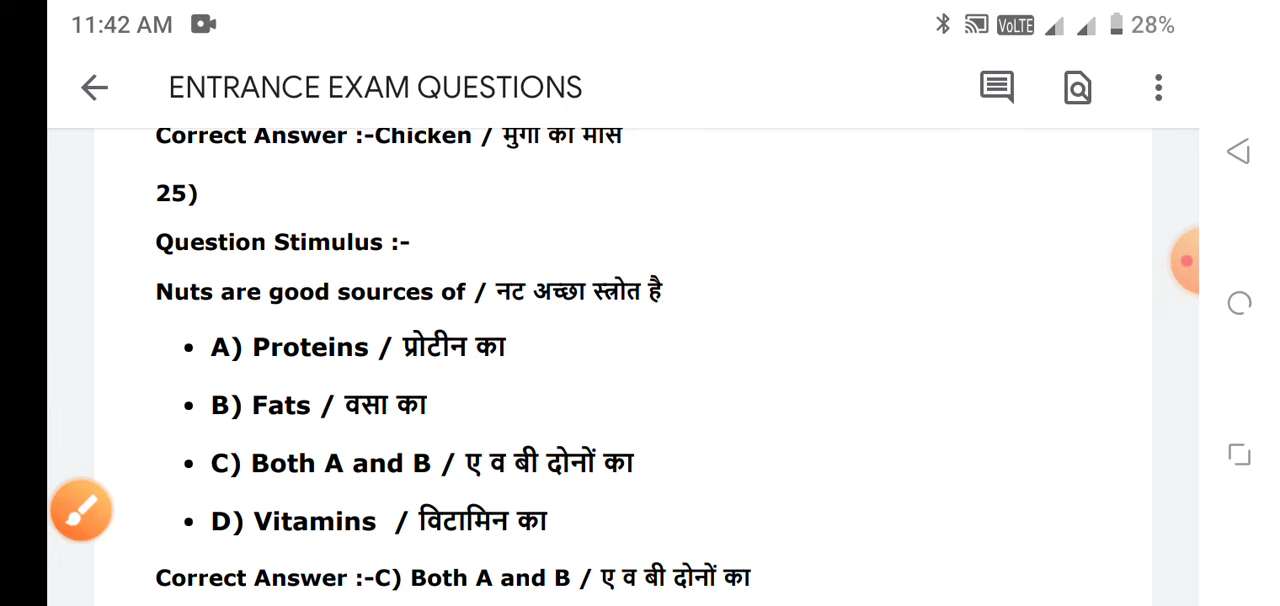 11:42 AM VoLTE 28%
ENTRANCE EXAM QUESTIONS
Correct Answer :-Chicken / मुर्गी का मांस
25)
Question Stimulus :-
Nuts are good sources of / नट अच्छा स्त्रोत है
A) Proteins / प्रोटीन का
B) Fats / वसा का
C) Both A and B / ए व बी दोनों का
D) Vitamins / विटामिन का
Correct Answer :-C) Both A and B / ए व बी दोनों का